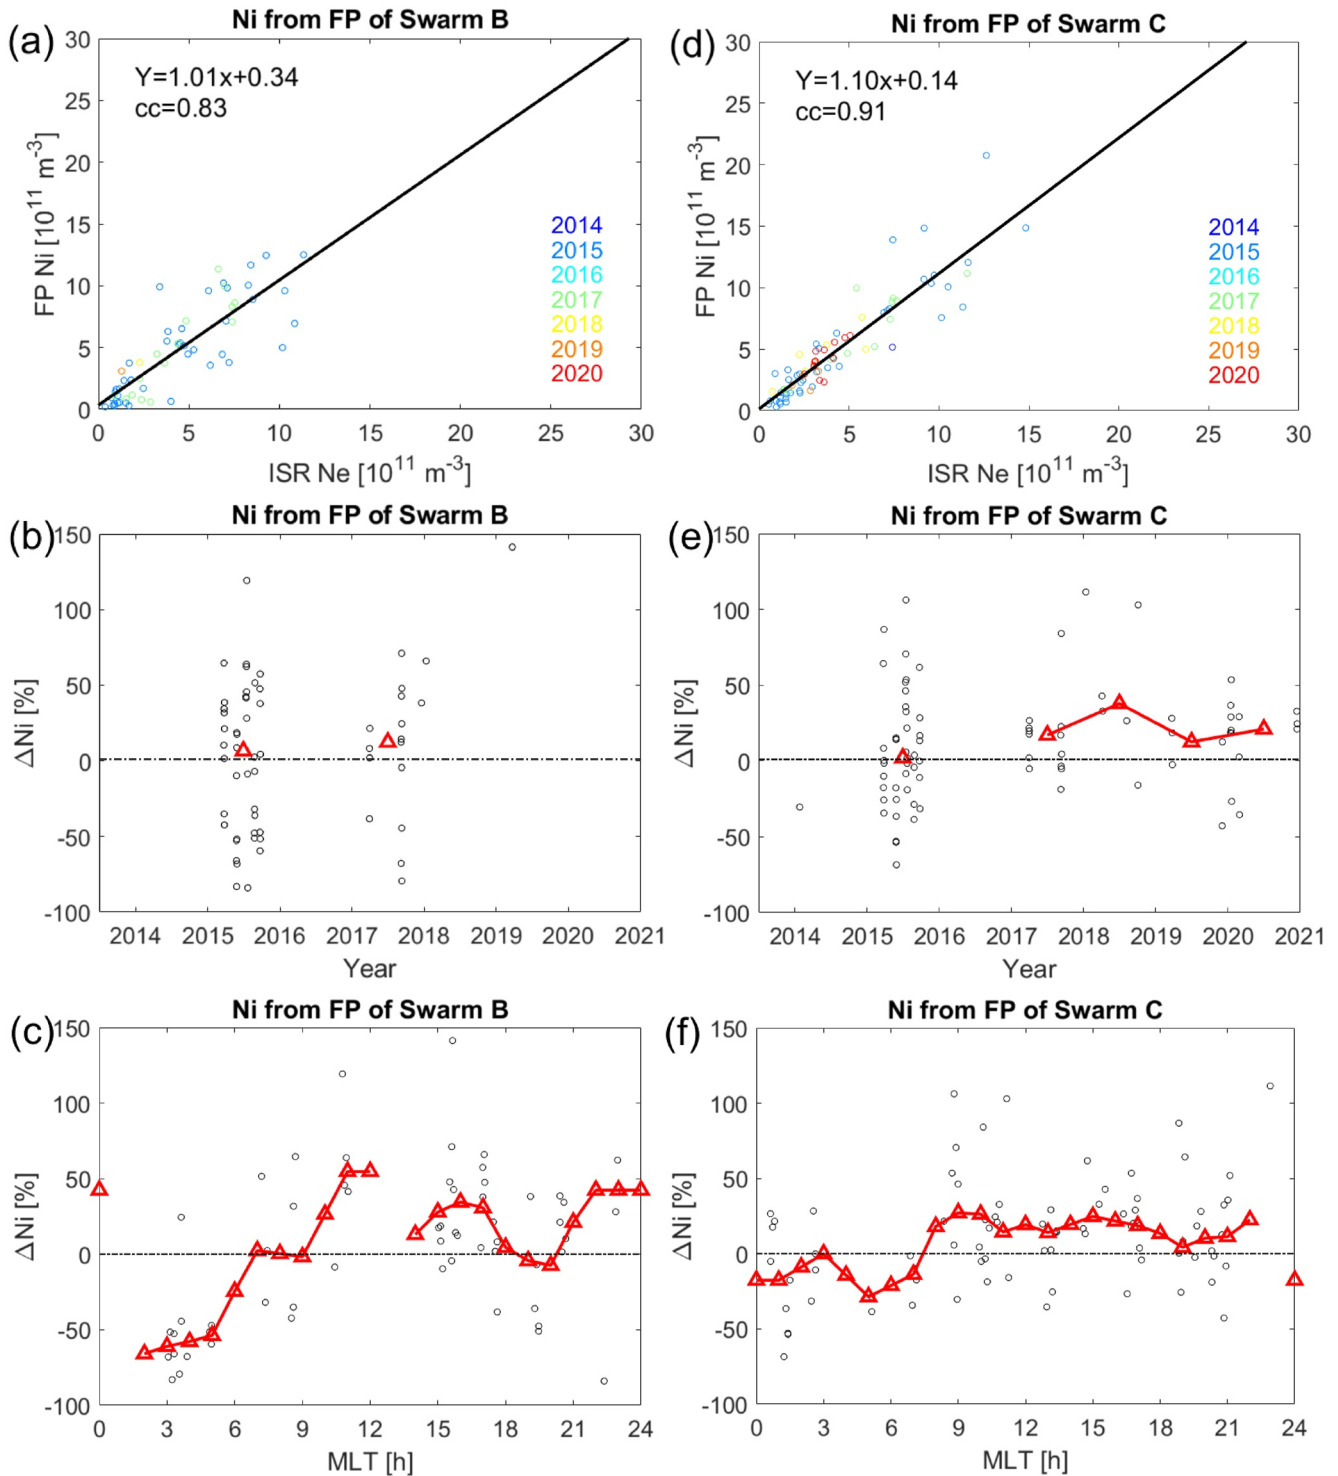 (a)
Ni from FP of Swarm B
Y=1.01x+0.34
cc=0.83
FP Ni [10^11 m^-3]
30
25
20
15
10
5
0
2014
2015
2016
2017
2018
2019
2020
0 5 10 15 20 25 30
ISR Ne [10^11 m^-3]
(d)
Ni from FP of Swarm C
Y=1.10x+0.14
cc=0.91
FP Ni [10^11 m^-3]
30
25
20
15
10
5
0
2014
2015
2016
2017
2018
2019
2020
0 5 10 15 20 25 30
ISR Ne [10^11 m^-3]
(b)
Ni from FP of Swarm B
ΔNi [%]
150
100
50
0
-50
-100
2014 2015 2016 2017 2018 2019 2020 2021
Year
(e)
Ni from FP of Swarm C
ΔNi [%]
150
100
50
0
-50
-100
2014 2015 2016 2017 2018 2019 2020 2021
Year
(c)
Ni from FP of Swarm B
ΔNi [%]
150
100
50
0
-50
-100
0 3 6 9 12 15 18 21 24
MLT [h]
(f)
Ni from FP of Swarm C
ΔNi [%]
150
100
50
0
-50
-100
0 3 6 9 12 15 18 21 24
MLT [h]